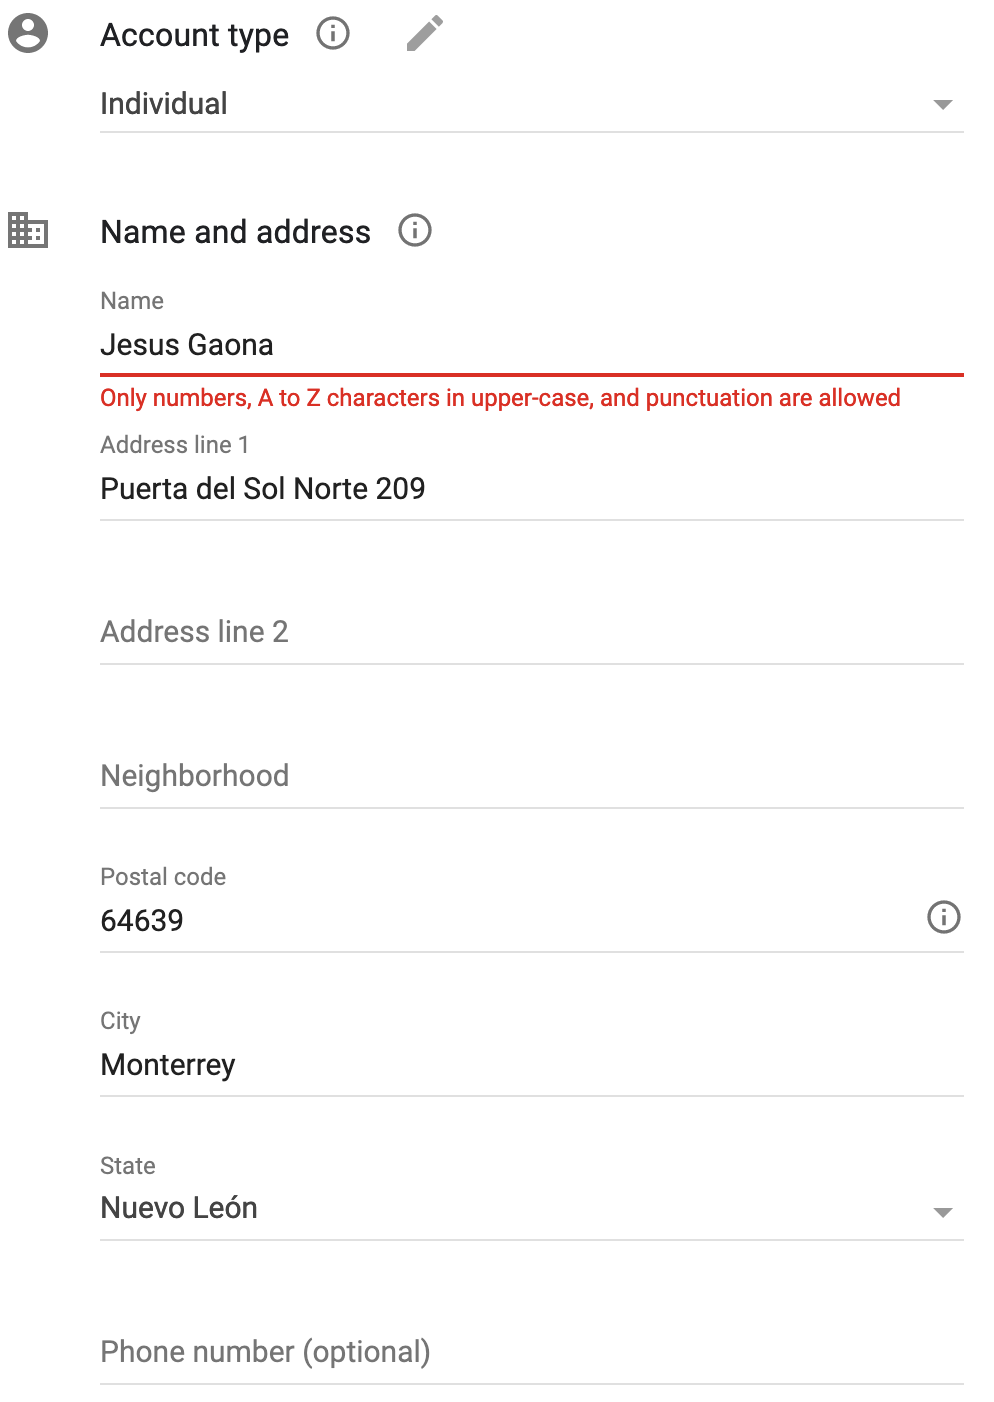 Account type
Individual
Name and address
Name
Jesus Gaona
Only numbers, A to Z characters in upper-case, and punctuation are allowed
Address line 1
Puerta del Sol Norte 209
Address line 2
Neighborhood
Postal code
64639
City
Monterrey
State
Nuevo León
Phone number (optional)